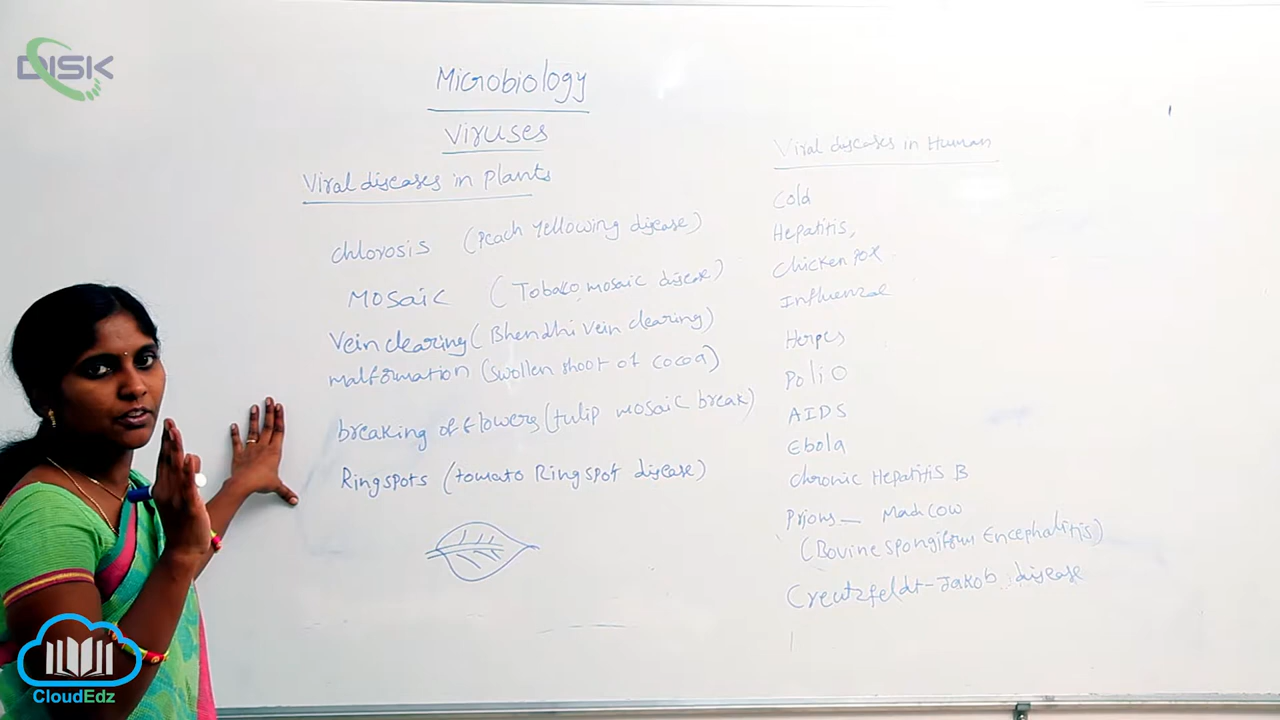 DISK
Microbiology
Viruses
Viral diseases in plants
chlorosis (Peach Yellowing disease)
Mosaic (Tobako mosaic disease)
Vein clearing (Bhendhi vein clearing)
malformation (swollen shoot of cocoa)
breaking of flowers (tulip mosaic break)
Ringspots (tomato Ringspot disease)
Viral diseases in Human
Cold
Hepatitis,
Chicken pox
Influenzal
Herpes
Polio
AIDS
Ebola
chronic Hepatitis B
Prions — Mad cow
(Bovine spongiform Encephalitis)
Creutzfeldt-Jakob disease
CloudEdz